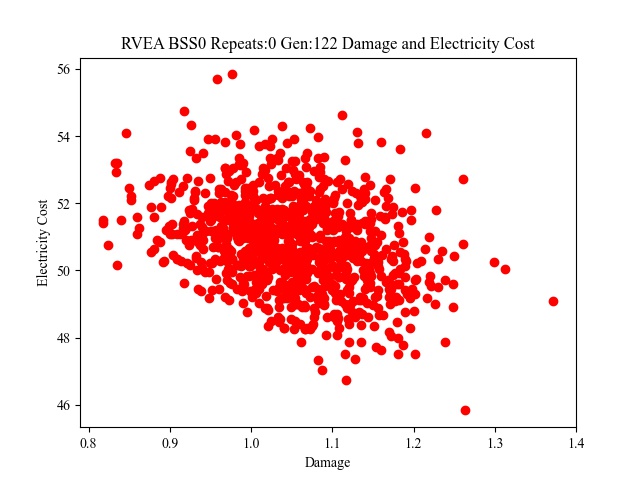 RVEA BSS0 Repeats:0 Gen:122 Damage and Electricity Cost
56
54
52
50
48
46
Electricity Cost
0.8 0.9 1.0 1.1 1.2 1.3 1.4
Damage